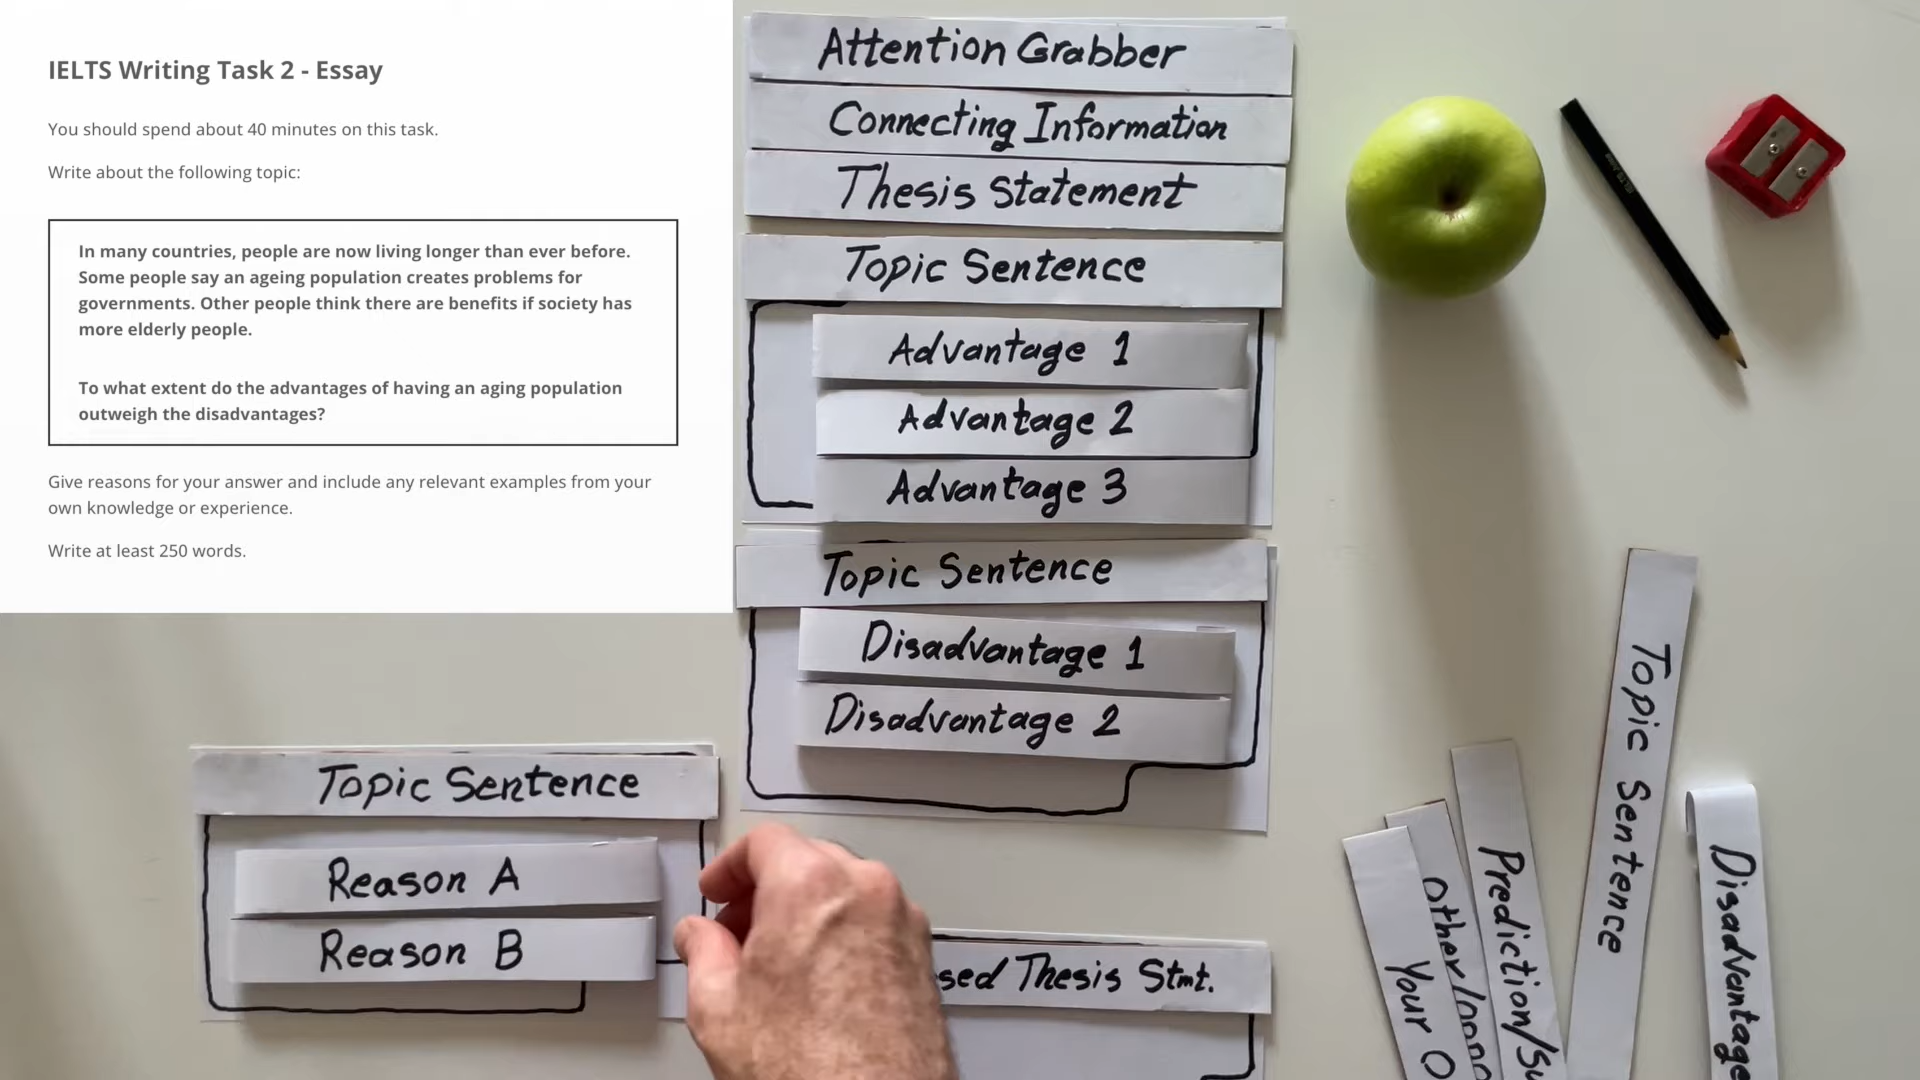 IELTS Writing Task 2 - Essay
You should spend about 40 minutes on this task.
Write about the following topic:
In many countries, people are now living longer than ever before.
Some people say an ageing population creates problems for
governments. Other people think there are benefits if society has
more elderly people.
To what extent do the advantages of having an aging population
outweigh the disadvantages?
Give reasons for your answer and include any relevant examples from your
own knowledge or experience.
Write at least 250 words.
Attention Grabber
Connecting Information
Thesis Statement
Topic Sentence
Advantage 1
Advantage 2
Advantage 3
Topic Sentence
Disadvantage 1
Disadvantage 2
Topic Sentence
Reason A
Reason B
sed Thesis Stmt.
Your O
Other/
Prediction/Su
Topic Sentence
Disadvantage